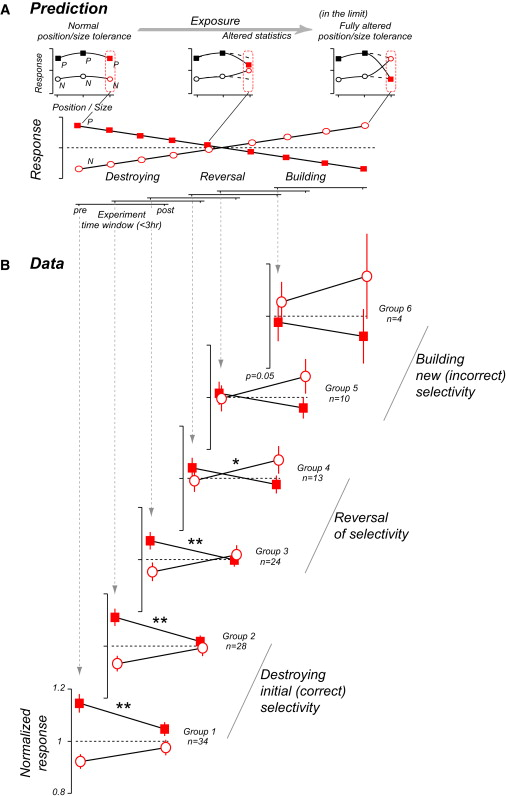 A Prediction
Normal
position/size tolerance
Exposure
Altered statistics
(in the limit)
Fully altered
position/size tolerance
Response
P
P
N
N
Position / Size
Response
P
N
Destroying
Reversal
Building
pre
post
Experiment
time window (<3hr)
B Data
Group 6
n=4
Building
new (incorrect)
selectivity
p=0.05
Group 5
n=10
*
Group 4
n=13
Reversal
of selectivity
**
Group 3
n=24
**
Group 2
n=28
Destroying
initial (correct)
selectivity
Normalized
response
1.2
1
0.8
**
Group 1
n=34